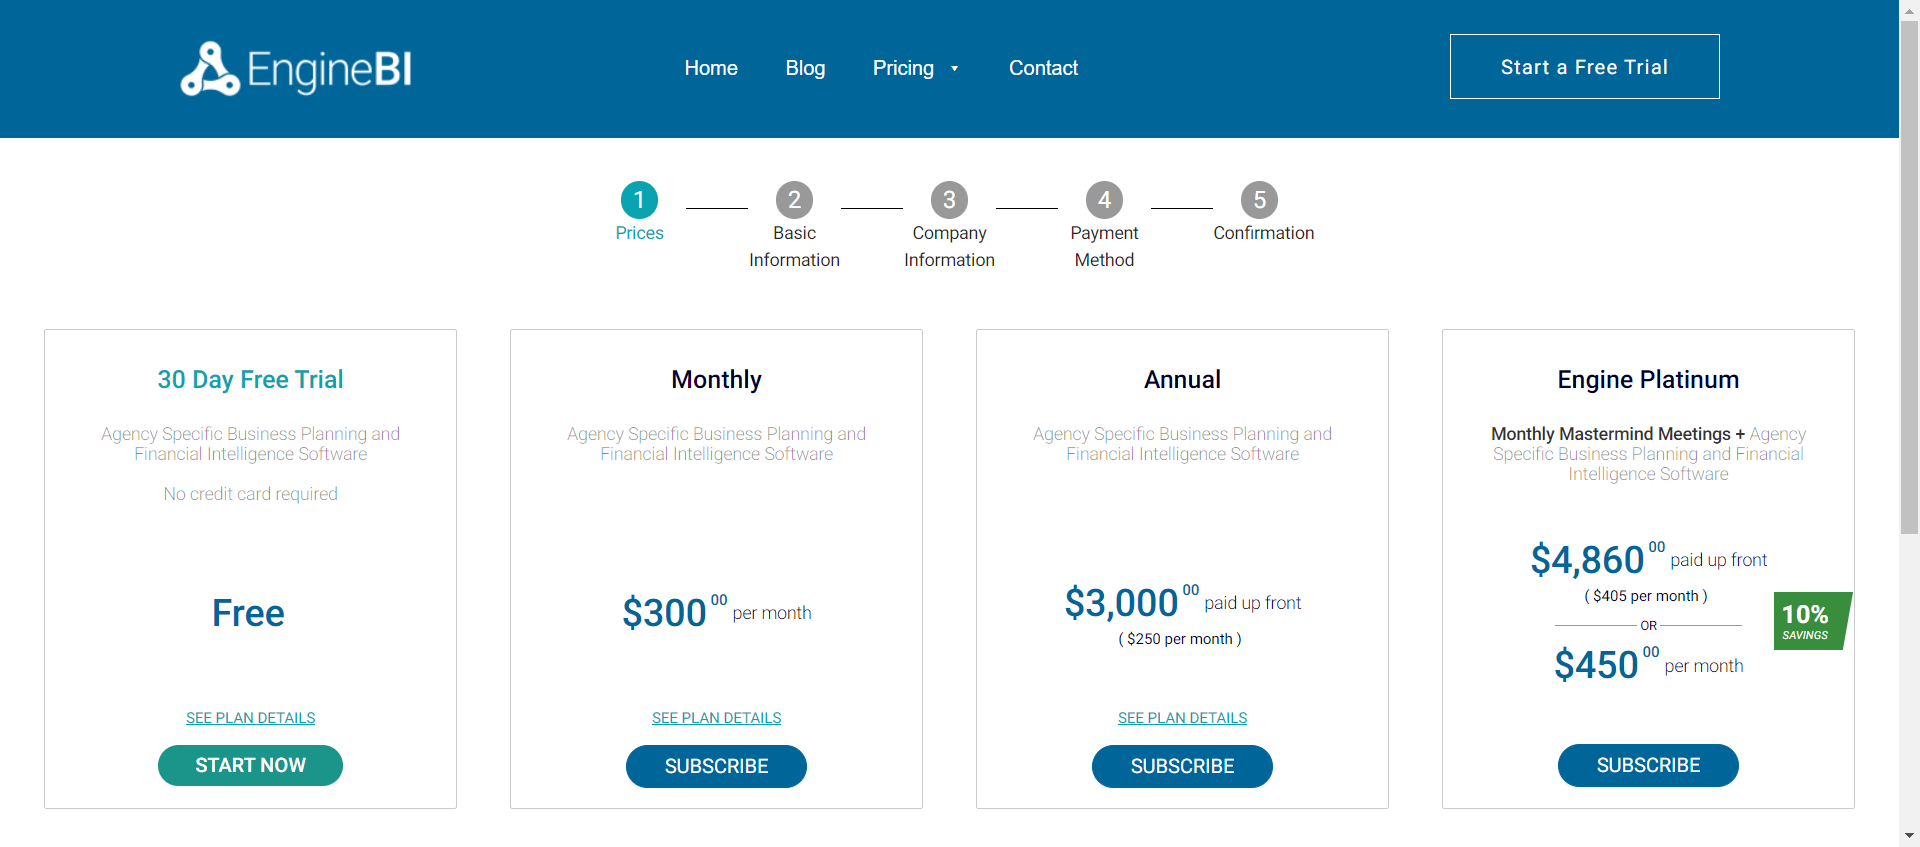 EngineBI
Home
Blog
Pricing
Contact
Start a Free Trial
1
Prices
2
Basic
Information
3
Company
Information
4
Payment
Method
5
Confirmation
30 Day Free Trial
Agency Specific Business Planning and
Financial Intelligence Software
No credit card required
Free
SEE PLAN DETAILS
START NOW
Monthly
Agency Specific Business Planning and
Financial Intelligence Software
$300 00 per month
SEE PLAN DETAILS
SUBSCRIBE
Annual
Agency Specific Business Planning and
Financial Intelligence Software
$3,000 00 paid up front
( $250 per month )
SEE PLAN DETAILS
SUBSCRIBE
Engine Platinum
Monthly Mastermind Meetings + Agency
Specific Business Planning and Financial
Intelligence Software
$4,860 00 paid up front
( $405 per month )
OR
$450 00 per month
10%
SAVINGS
SUBSCRIBE